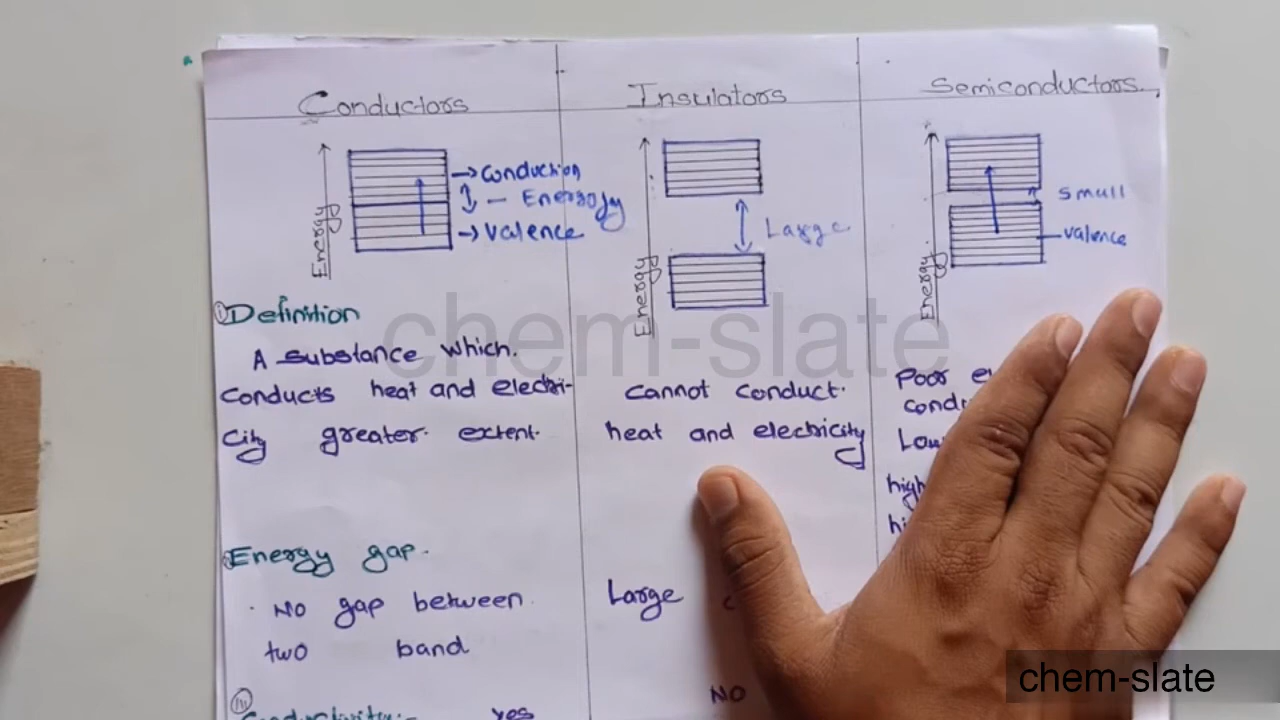 Conductors
Insulators
Semiconductors
Energy
→ Conduction
- Energy
→ Valence
Energy
Large
Energy
Small
valence
(i) Definition
A substance which.
Conducts heat and electri-
City greater. extent.
Cannot conduct.
heat and electricity
Poor
Energy gap.
. No gap between
two band
Large
(iii)
Conductivity:- yes
NO
chem-slate
chem-slate